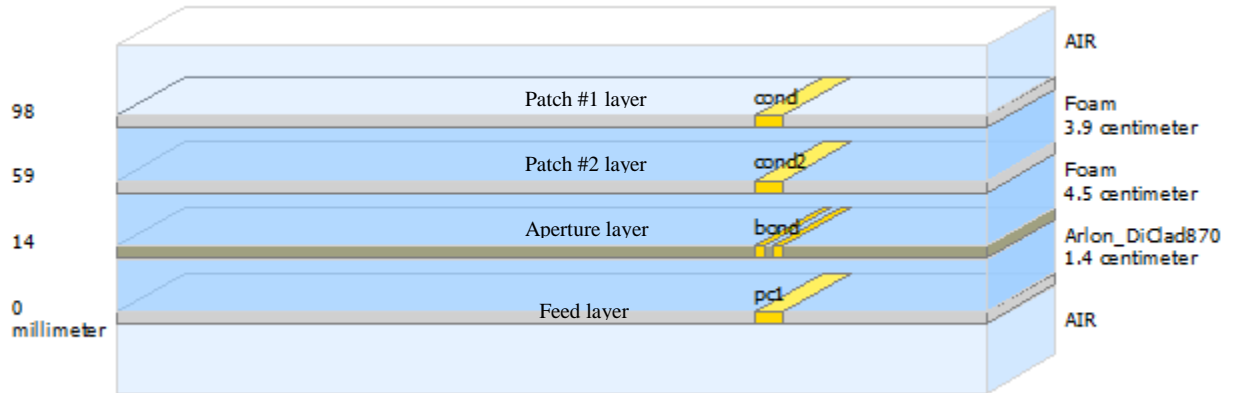 AIR
98
Patch #1 layer
cond
Foam
3.9 centimeter
59
Patch #2 layer
cond2
Foam
4.5 centimeter
14
Aperture layer
bond
Arlon_DiClad870
1.4 centimeter
0
millimeter
Feed layer
pc1
AIR